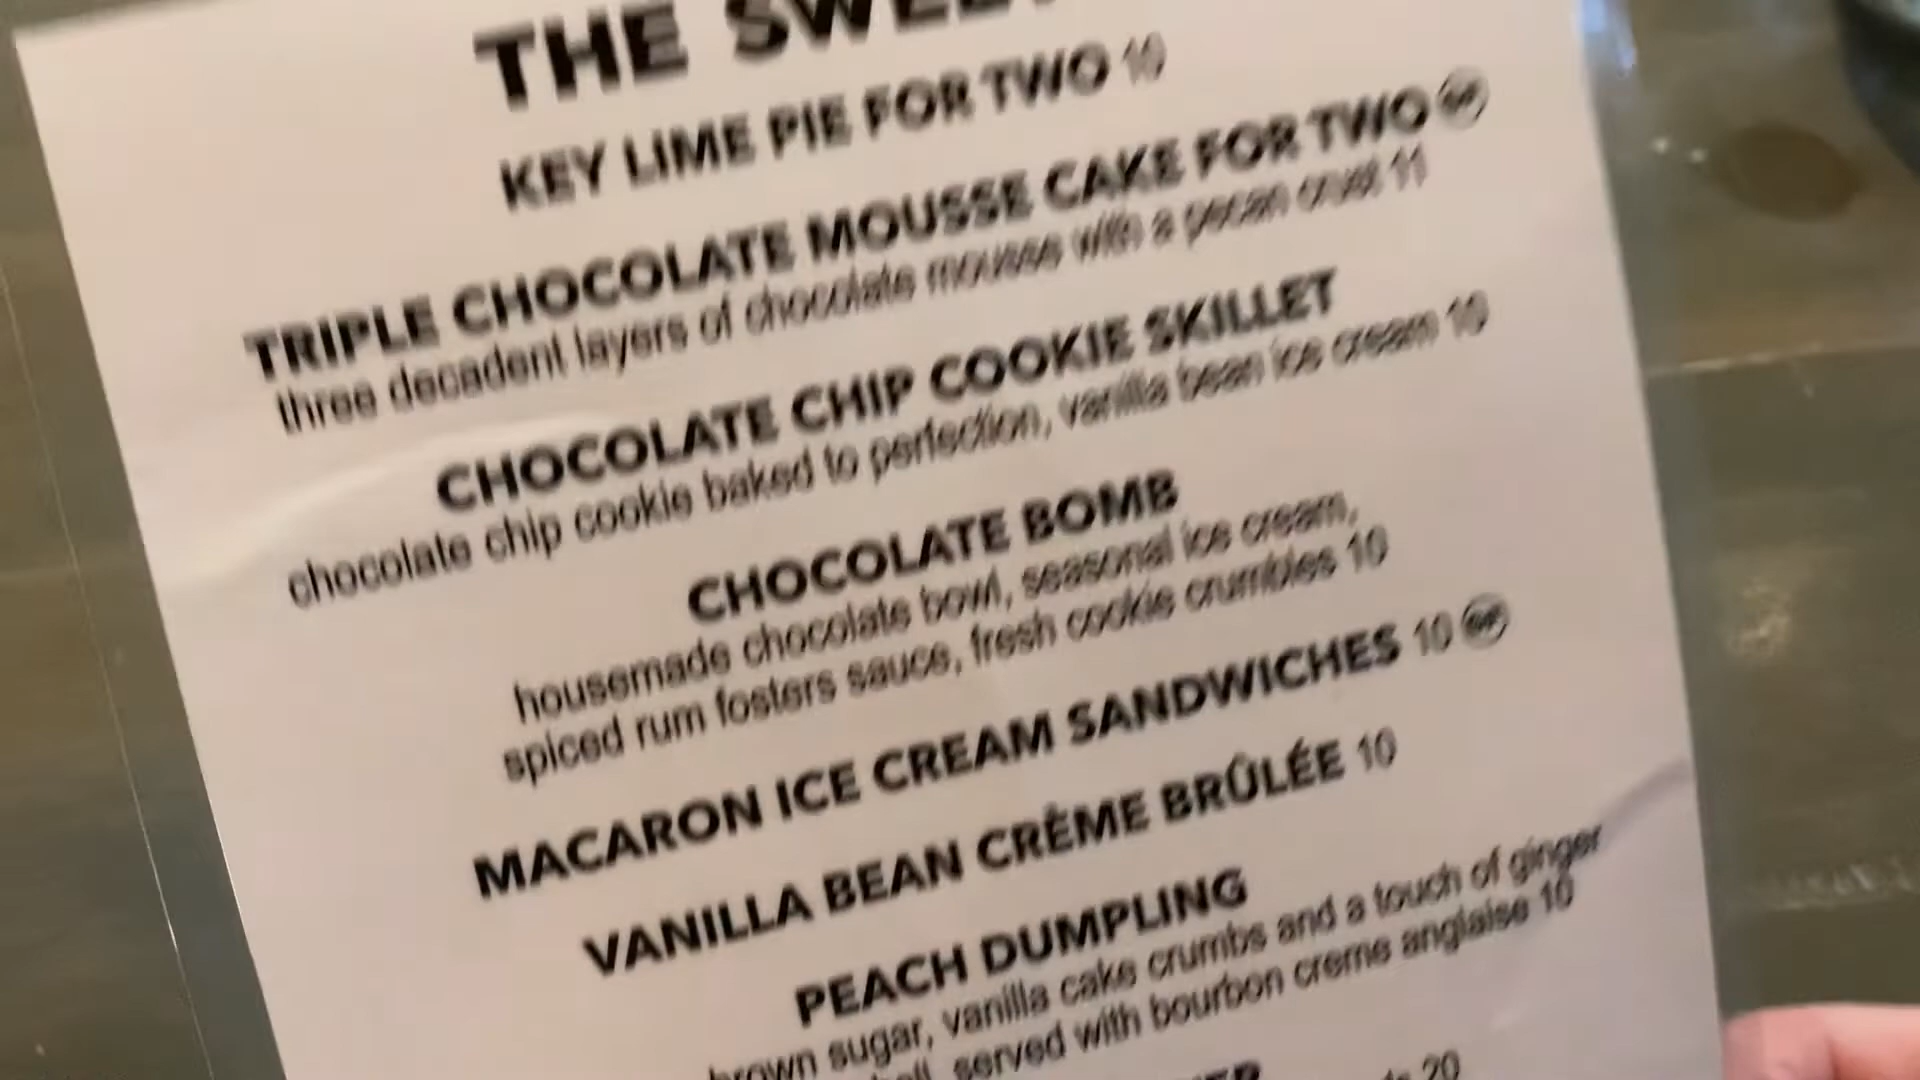 THE
KEY LIME PIE FOR TWO 10
TRIPLE CHOCOLATE MOUSSE CAKE FOR TWO GF
three decadent layers of chocolate mousse with a pecan crust 11
CHOCOLATE CHIP COOKIE SKILLET
chocolate chip cookie baked to perfection, vanilla bean ice cream 10
CHOCOLATE BOMB
housemade chocolate bowl, seasonal ice cream,
spiced rum fosters sauce, fresh cookie crumbles 10
MACARON ICE CREAM SANDWICHES 10 GF
VANILLA BEAN CRÈME BRÛLÉE 10
PEACH DUMPLING
brown sugar, vanilla cake crumbs and a touch of ginger
served with bourbon creme anglaise 10
20